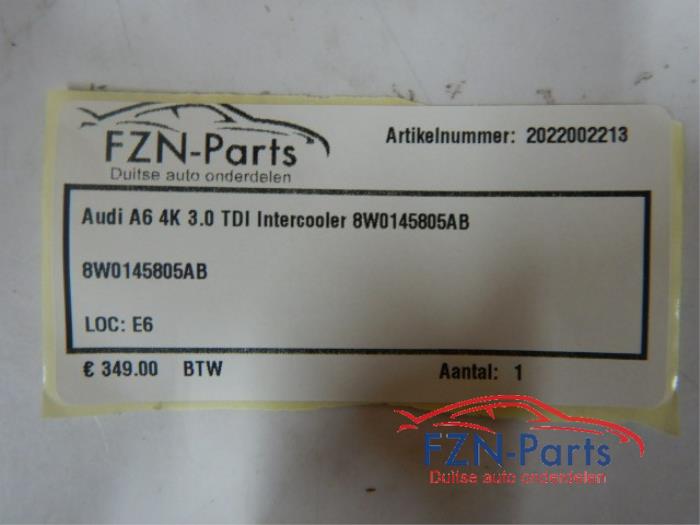 FZN-Parts
Duitse auto onderdelen
Artikelnummer: 2022002213
Audi A6 4K 3.0 TDI Intercooler 8W0145805AB
8W0145805AB
LOC: E6
€ 349.00 BTW
Aantal: 1
FZN-Parts
Duitse auto onderdelen